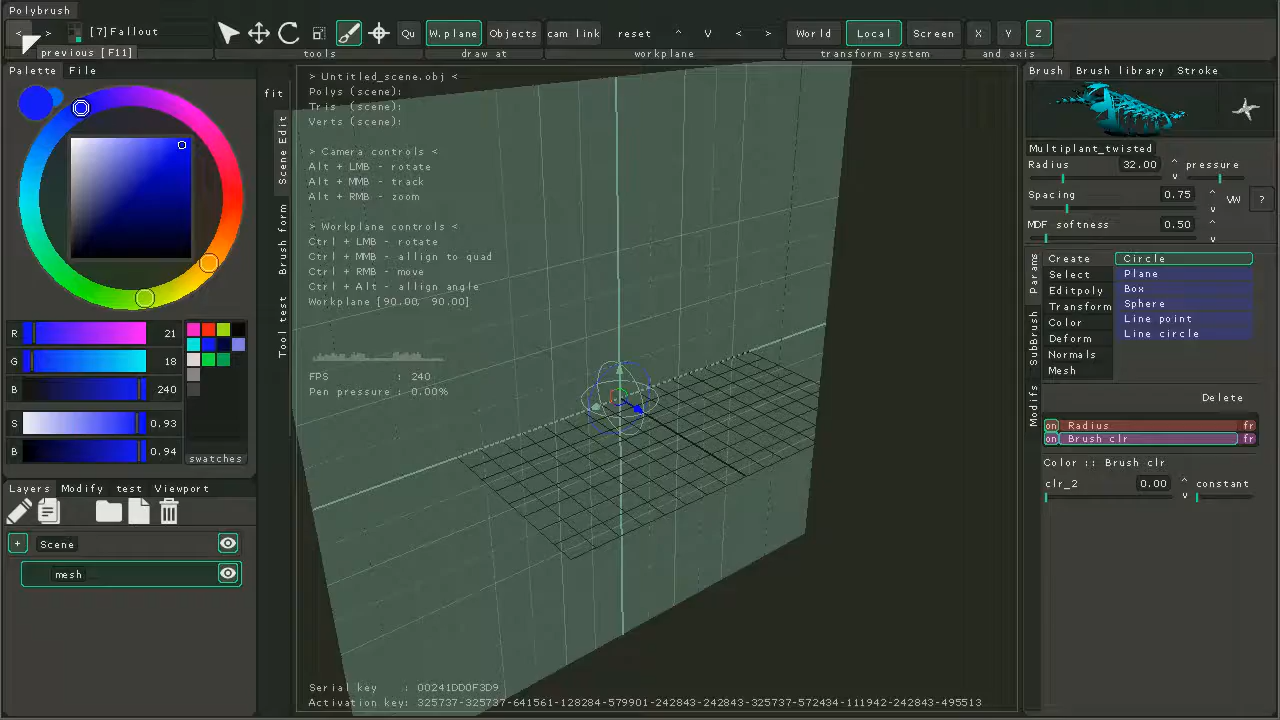 Polybrush
< > [7]Fallout Qu W.plane Objects cam link reset ^ V < > World Local Screen X Y Z
previous [F11] tools draw at workplane transform system and axis
Palette File
fit
Scene Edit
Brush form
Tool test
R 21
G 18
B 240
S 0.93
B 0.94
swatches
Layers Modify test Viewport
+ Scene
mesh
> Untitled_scene.obj <
Polys (scene):
Tris (scene):
Verts (scene):
> Camera controls <
Alt + LMB - rotate
Alt + MMB - track
Alt + RMB - zoom
> Workplane controls <
Ctrl + LMB - rotate
Ctrl + MMB - allign to quad
Ctrl + RMB - move
Ctrl + Alt - allign angle
Workplane [90.00, 90.00]
FPS : 240
Pen pressure : 0.00%
Serial key : 00241DD0F3D9
Activation key: 325737-325737-641561-128284-579901-242843-242843-325737-572434-111942-242843-495513
Brush Brush library Stroke
Multiplant_twisted
Radius 32.00 ^ v pressure
Spacing 0.75 ^ v VW ?
MDF softness 0.50 ^ v
Params
SubBrush
Modifs
Create
Select
Editpoly
Transform
Color
Deform
Normals
Mesh
Circle
Plane
Box
Sphere
Line point
Line circle
Delete
on Radius fr
on Brush clr fr
Color :: Brush clr
clr_2 0.00 ^ v constant